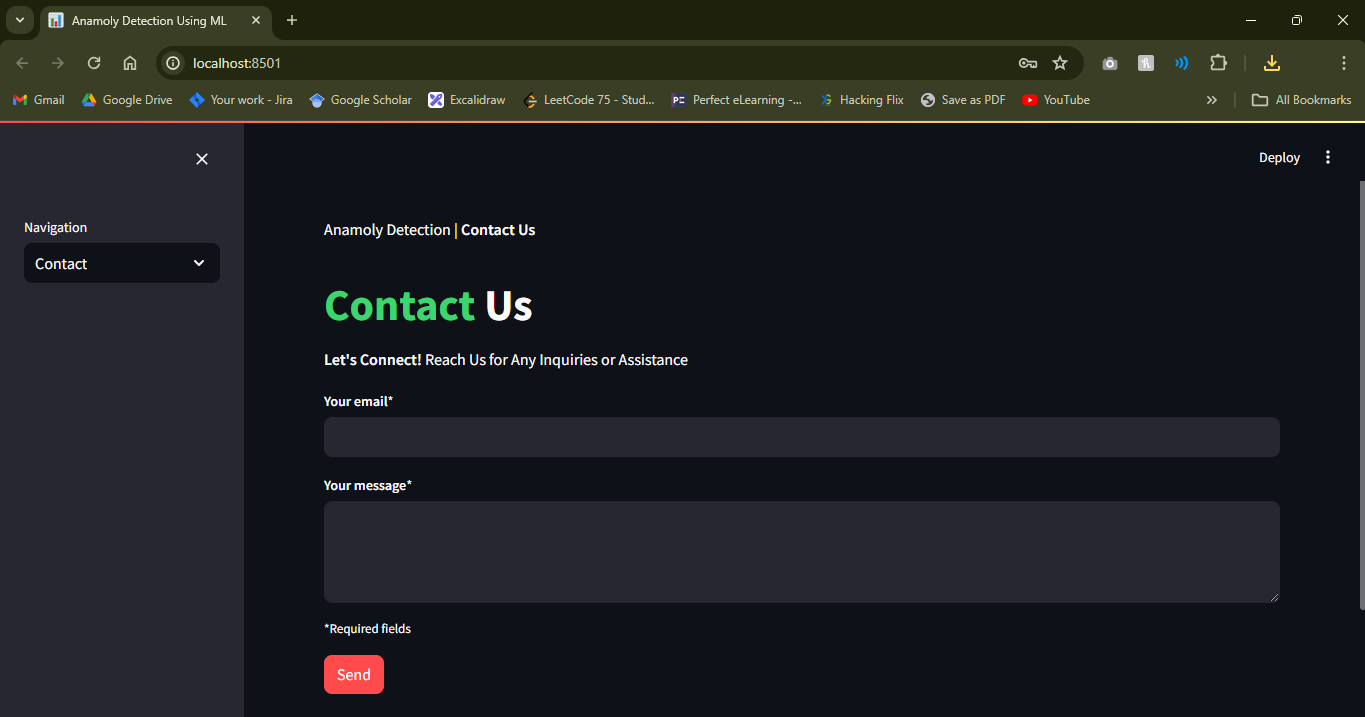 Anamoly Detection Using ML
localhost:8501
Gmail Google Drive Your work - Jira Google Scholar Excalidraw LeetCode 75 - Stud... PE Perfect eLearning -... Hacking Flix Save as PDF YouTube » All Bookmarks
Deploy
Navigation
Contact
Anamoly Detection | Contact Us
Contact Us
Let's Connect! Reach Us for Any Inquiries or Assistance
Your email*
Your message*
*Required fields
Send